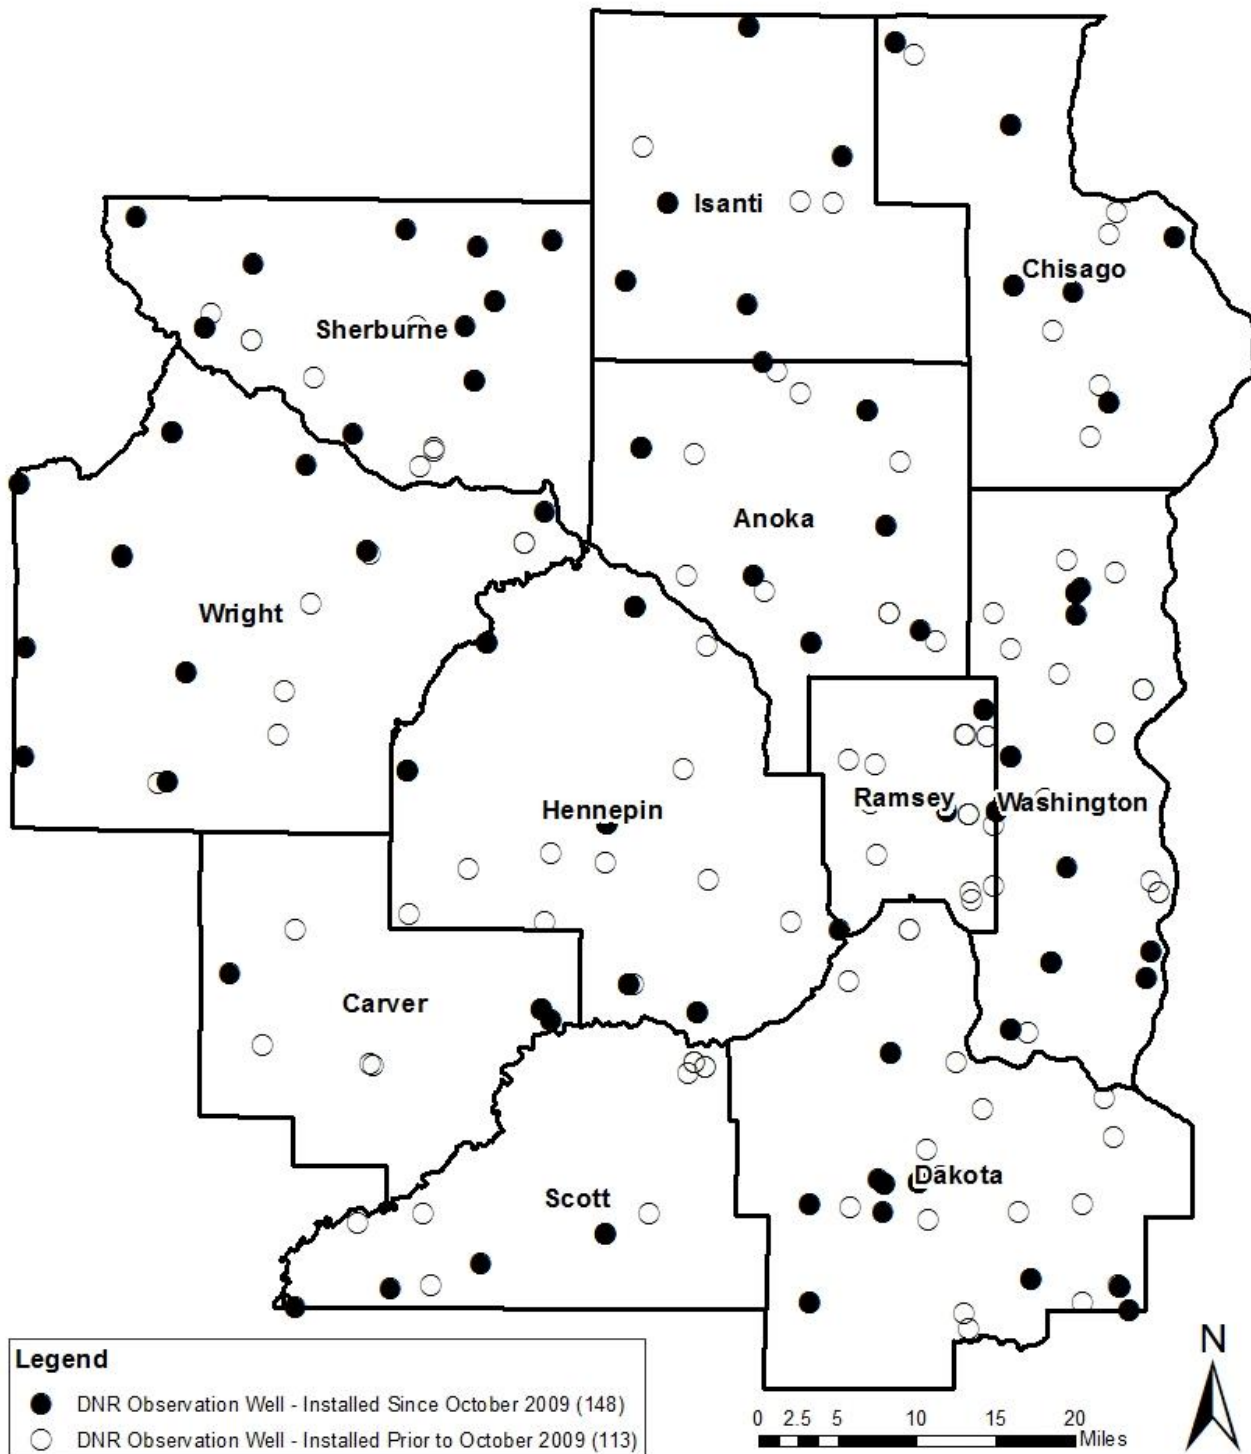 Isanti
Chisago
Sherburne
Anoka
Wright
Hennepin
Ramsey
Washington
Carver
Scott
Dakota
Legend
DNR Observation Well - Installed Since October 2009 (148)
DNR Observation Well - Installed Prior to October 2009 (113)
N
0 2.5 5 10 15 20
Miles